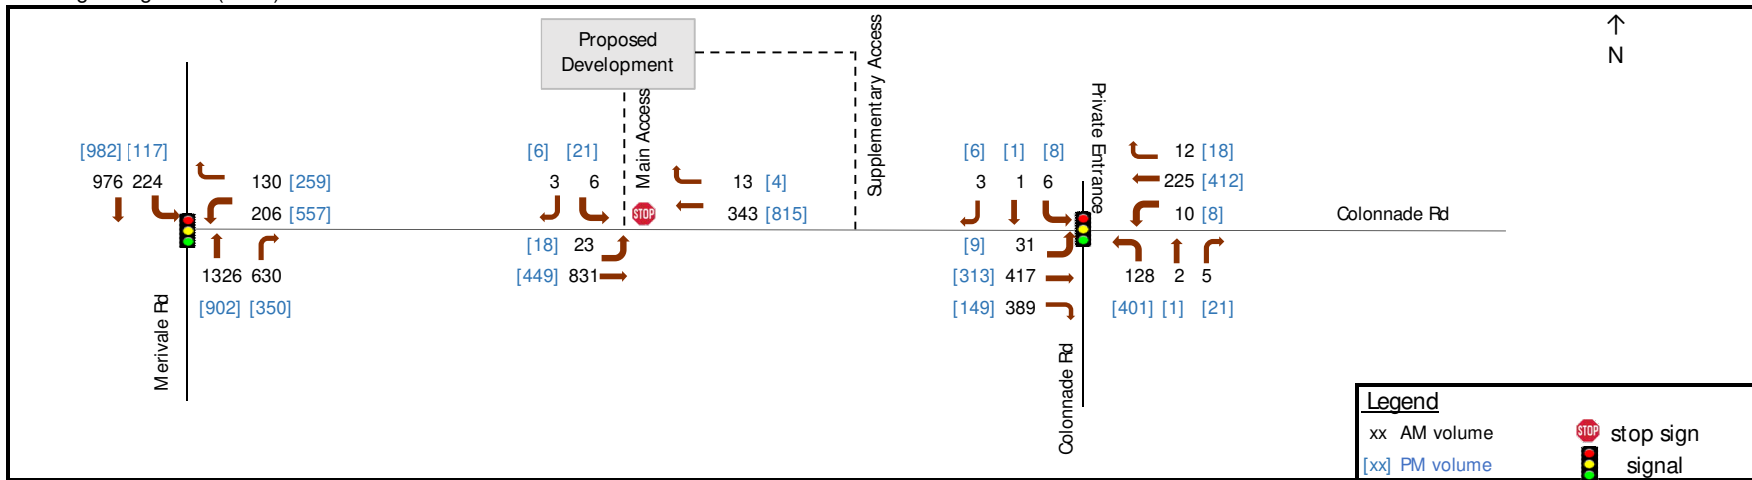 Proposed
Development
Main Access
Supplementary Access
Private Entrance
↑
N
[982] [117]
976 224
130 [259]
206 [557]
1326 630
[902] [350]
Merivale Rd
[6] [21]
3 6
STOP
13 [4]
343 [815]
[18] 23
[449] 831
[6] [1] [8]
3 1 6
12 [18]
225 [412]
10 [8]
Colonnade Rd
[9] 31
[313] 417
[149] 389
128 2 5
[401] [1] [21]
Colonnade Rd
Legend
xx AM volume
[xx] PM volume
STOP stop sign
signal